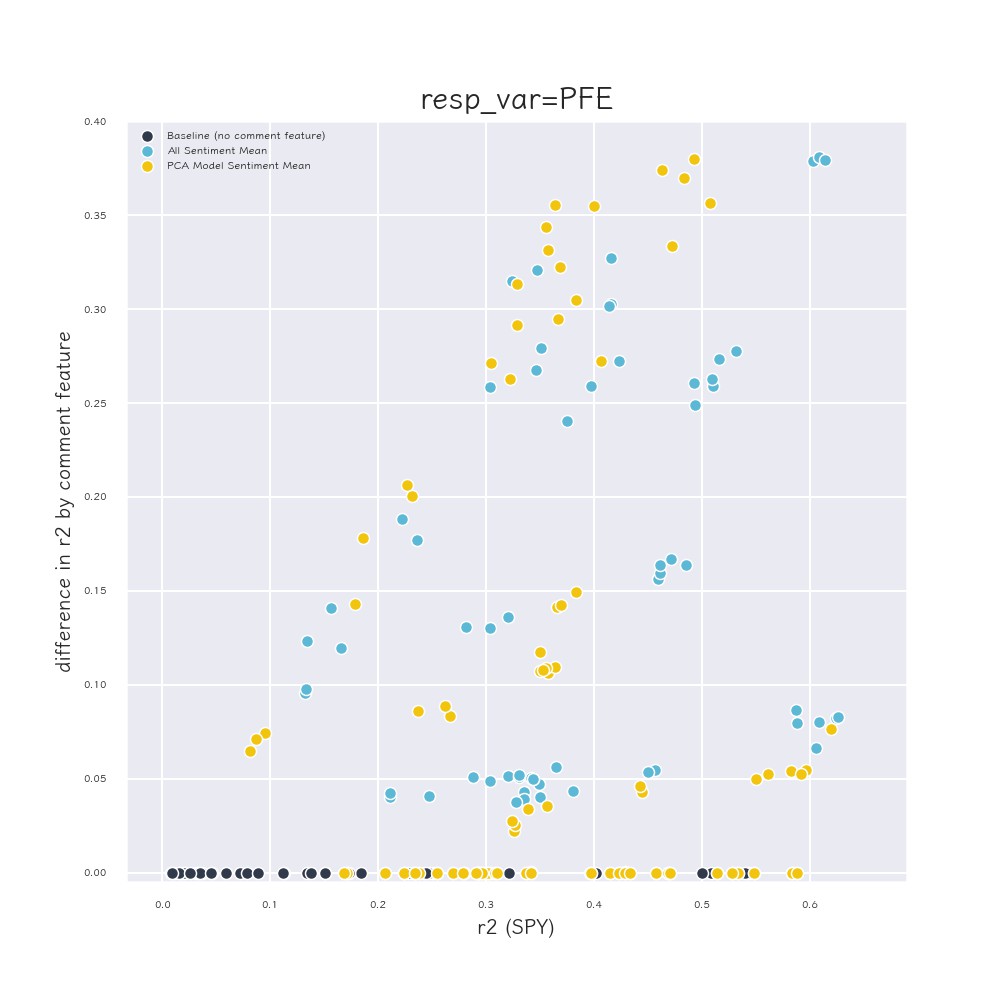 resp_var=PFE
Baseline (no comment feature)
All Sentiment Mean
PCA Model Sentiment Mean
difference in r2 by comment feature
0.40
0.35
0.30
0.25
0.20
0.15
0.10
0.05
0.00
0.0 0.1 0.2 0.3 0.4 0.5 0.6
r2 (SPY)